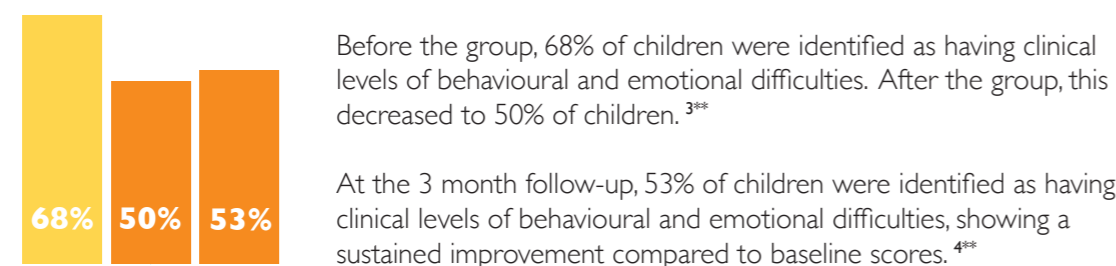 68% 50% 53%
Before the group, 68% of children were identified as having clinical
levels of behavioural and emotional difficulties. After the group, this
decreased to 50% of children. 3**
At the 3 month follow-up, 53% of children were identified as having
clinical levels of behavioural and emotional difficulties, showing a
sustained improvement compared to baseline scores. 4**